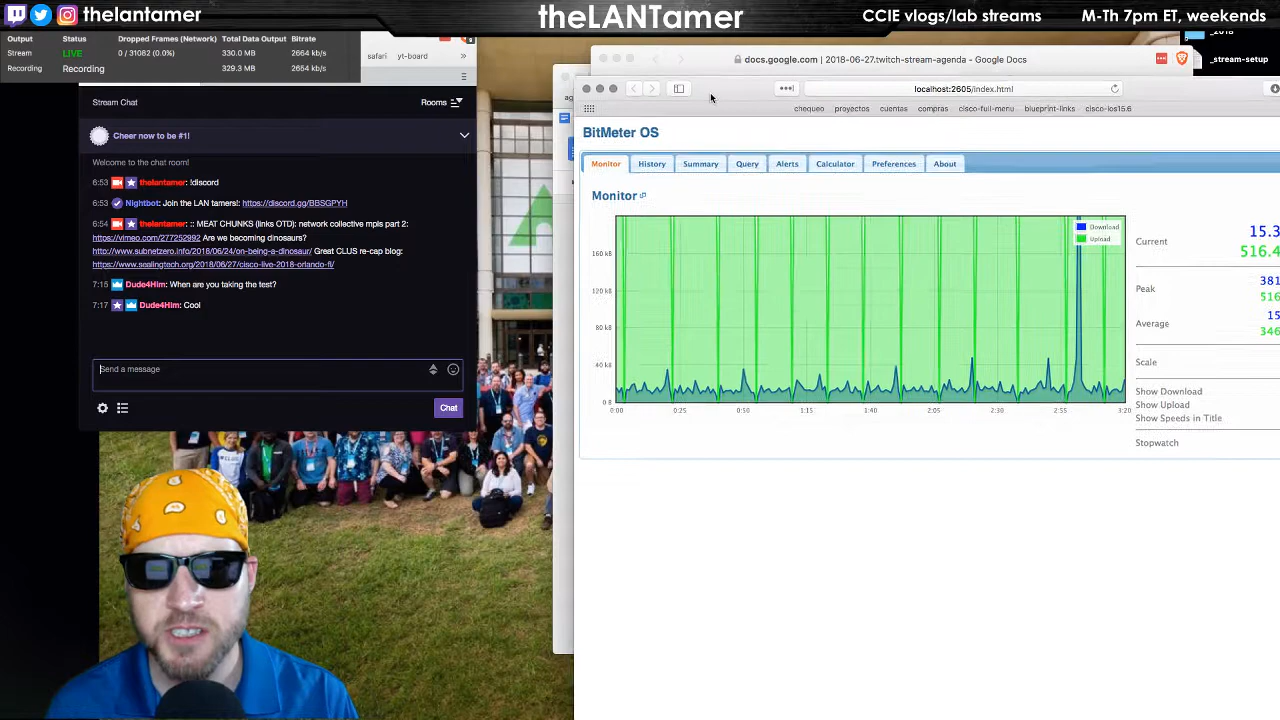 thelantamer
theLANTamer
CCIE vlogs/lab streams
M-Th 7pm ET, weekends
Output Status Dropped Frames (Network) Total Data Output Bitrate
Stream LIVE 0 / 31082 (0.0%) 330.0 MB 2664 kb/s
Recording Recording 329.3 MB 2654 kb/s
safari yt-board »
Stream Chat
Rooms
Cheer now to be #1!
Welcome to the chat room!
6:53 thelantamer: !discord
6:53 Nightbot: Join the LAN tamers!: https://discord.gg/BBSGPYH
6:54 thelantamer: :: MEAT CHUNKS (links OTD): network collective mpls part 2:
https://vimeo.com/277252992 Are we becoming dinosaurs?
http://www.subnetzero.info/2018/06/24/on-being-a-dinosaur/ Great CLUS re-cap blog:
https://www.sealingtech.org/2018/06/27/cisco-live-2018-orlando-fl/
7:15 Dude4Him: When are you taking the test?
7:17 Dude4Him: Cool
Send a message
Chat
_2018
_stream-setup
docs.google.com | 2018-06-27.twitch-stream-agenda - Google Docs
localhost:2605/index.html
chequeo proyectos cuentas compras cisco-full-menu blueprint-links cisco-ios15.6
BitMeter OS
Monitor History Summary Query Alerts Calculator Preferences About
Monitor
Download
Upload
160 kB
120 kB
80 kB
40 kB
0 B
0:00 0:25 0:50 1:15 1:40 2:05 2:30 2:55 3:20
Current
15.3
516.4
Peak
381
516
Average
15
346
Scale
Show Download
Show Upload
Show Speeds in Title
Stopwatch